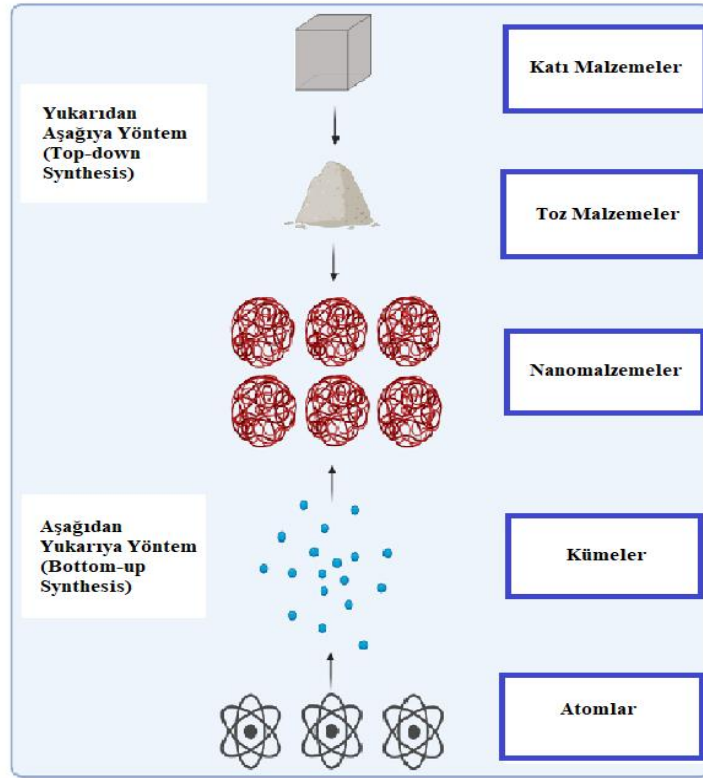 Katı Malzemeler
Yukarıdan
Aşağıya Yöntem
(Top-down
Synthesis)
Toz Malzemeler
Nanomalzemeler
Aşağıdan
Yukarıya Yöntem
(Bottom-up
Synthesis)
Kümeler
Atomlar